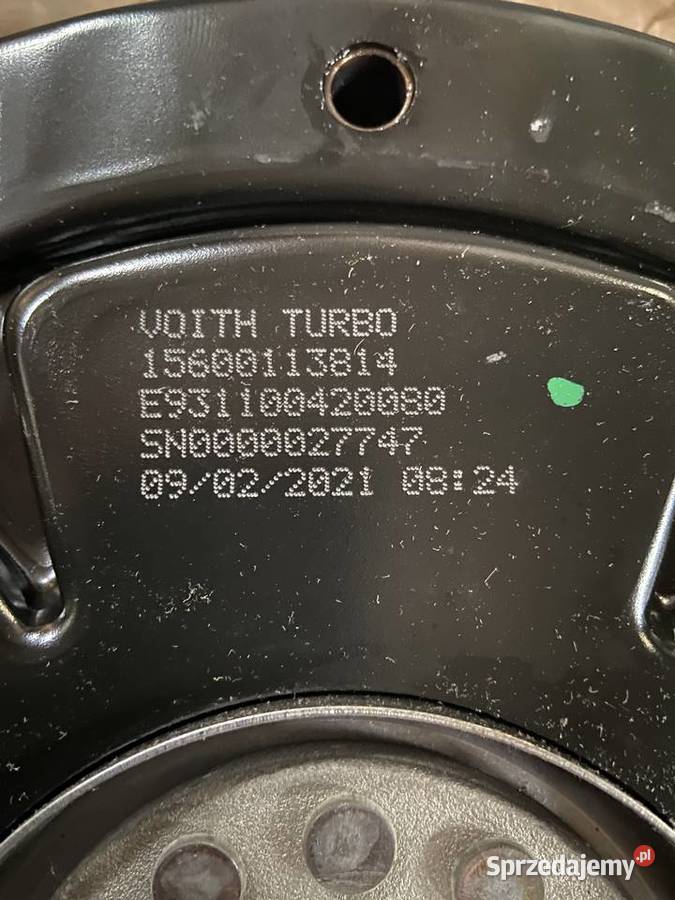 VOITH TURBO
15600113814
E931100420080
SN0000027747
09/02/2021 08:24
Sprzedajemy.pl